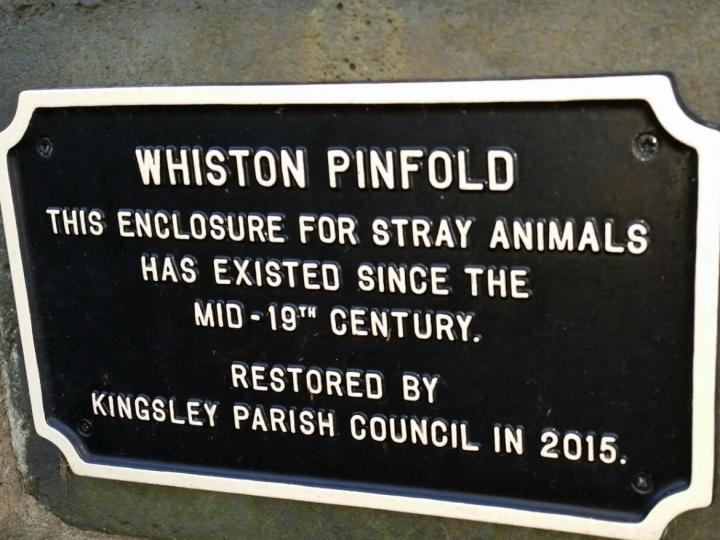 WHISTON PINFOLD
THIS ENCLOSURE FOR STRAY ANIMALS
HAS EXISTED SINCE THE
MID-19TH CENTURY.
RESTORED BY
KINGSLEY PARISH COUNCIL IN 2015.